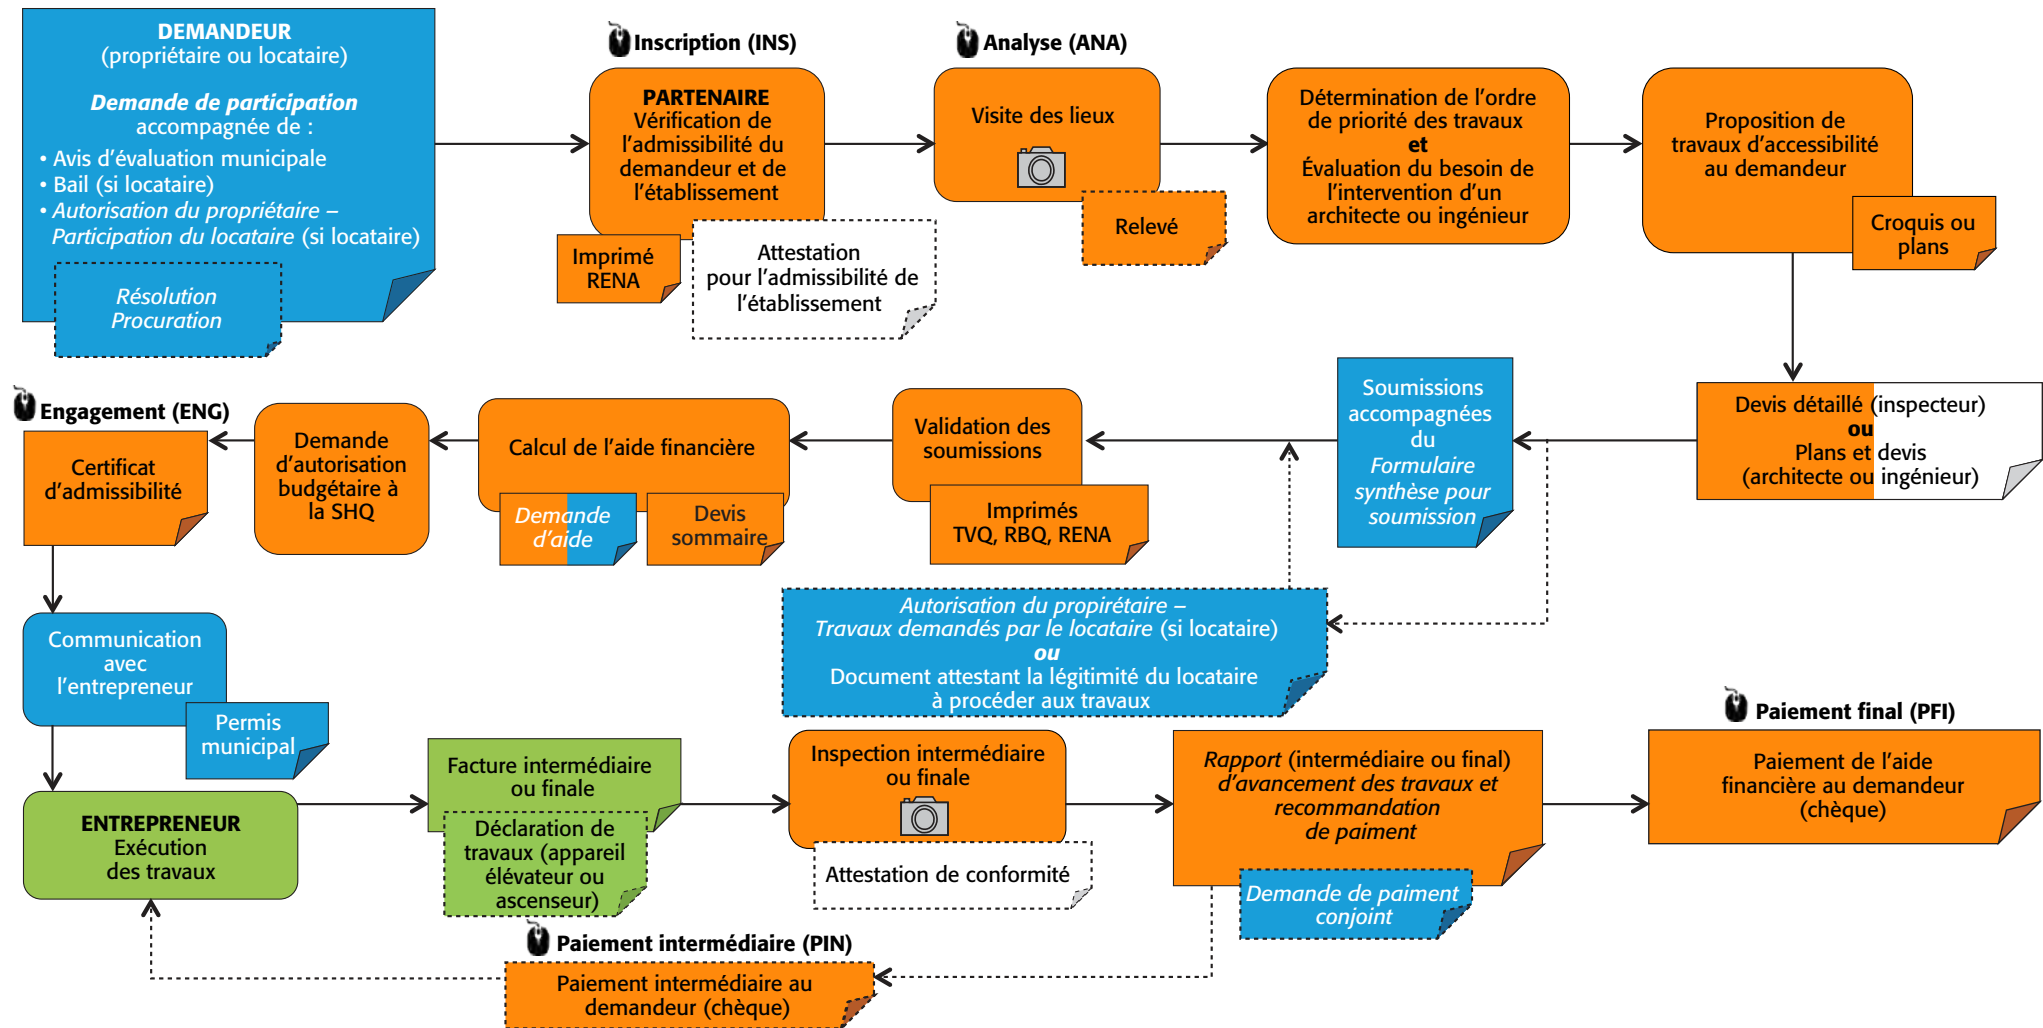 DEMANDEUR
(propriétaire ou locataire)
Demande de participation
accompagnée de :
• Avis d'évaluation municipale
• Bail (si locataire)
• Autorisation du propriétaire –
Participation du locataire (si locataire)
Résolution
Procuration
Inscription (INS)
PARTENAIRE
Vérification de
l'admissibilité du
demandeur et de
l'établissement
Imprimé
RENA
Attestation
pour l'admissibilité de
l'établissement
Analyse (ANA)
Visite des lieux
Relevé
Détermination de l'ordre
de priorité des travaux
et
Évaluation du besoin de
l'intervention d'un
architecte ou ingénieur
Proposition de
travaux d'accessibilité
au demandeur
Croquis ou
plans
Devis détaillé (inspecteur)
ou
Plans et devis
(architecte ou ingénieur)
Soumissions
accompagnées
du
Formulaire
synthèse pour
soumission
Autorisation du propirétaire –
Travaux demandés par le locataire (si locataire)
ou
Document attestant la légitimité du locataire
à procéder aux travaux
Validation des
soumissions
Imprimés
TVQ, RBQ, RENA
Calcul de l'aide financière
Demande
d'aide
Devis
sommaire
Demande
d'autorisation
budgétaire à
la SHQ
Engagement (ENG)
Certificat
d'admissibilité
Communication
avec
l'entrepreneur
Permis
municipal
ENTREPRENEUR
Exécution
des travaux
Facture intermédiaire
ou finale
Déclaration de
travaux (appareil
élévateur ou
ascenseur)
Inspection intermédiaire
ou finale
Attestation de conformité
Rapport (intermédiaire ou final)
d'avancement des travaux et
recommandation
de paiment
Demande de paiment
conjoint
Paiement final (PFI)
Paiement de l'aide
financière au demandeur
(chèque)
Paiement intermédiaire (PIN)
Paiement intermédiaire au
demandeur (chèque)